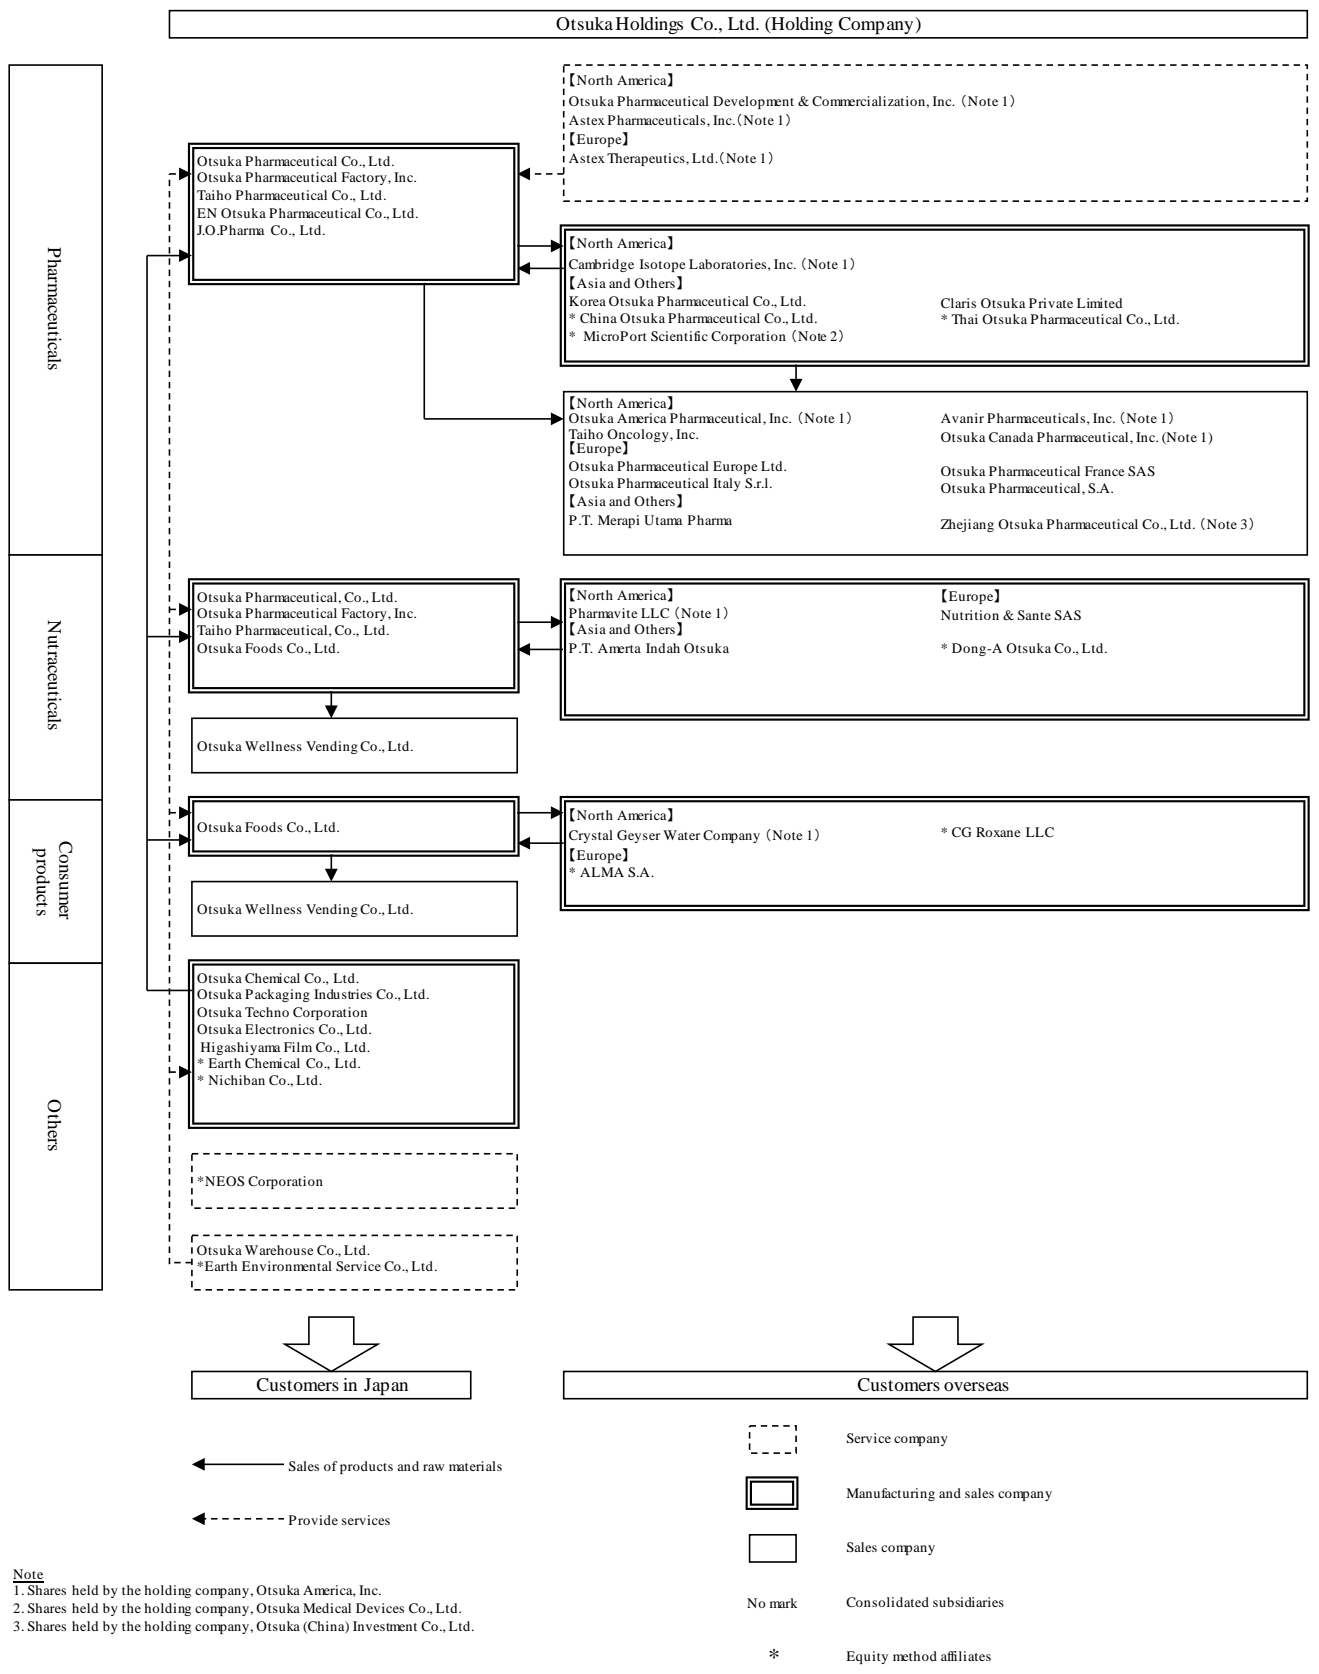 Otsuka Holdings Co., Ltd. (Holding Company)
Pharmaceuticals
【North America】
Otsuka Pharmaceutical Development & Commercialization, Inc. (Note 1)
Astex Pharmaceuticals, Inc.(Note 1)
【Europe】
Astex Therapeutics, Ltd.(Note 1)
Otsuka Pharmaceutical Co., Ltd.
Otsuka Pharmaceutical Factory, Inc.
Taiho Pharmaceutical Co., Ltd.
EN Otsuka Pharmaceutical Co., Ltd.
J.O.Pharma Co., Ltd.
【North America】
Cambridge Isotope Laboratories, Inc. (Note 1)
【Asia and Others】
Korea Otsuka Pharmaceutical Co., Ltd.
Claris Otsuka Private Limited
* China Otsuka Pharmaceutical Co., Ltd.
* Thai Otsuka Pharmaceutical Co., Ltd.
* MicroPort Scientific Corporation (Note 2)
【North America】
Otsuka America Pharmaceutical, Inc. (Note 1)
Avanir Pharmaceuticals, Inc. (Note 1)
Taiho Oncology, Inc.
Otsuka Canada Pharmaceutical, Inc. (Note 1)
【Europe】
Otsuka Pharmaceutical Europe Ltd.
Otsuka Pharmaceutical France SAS
Otsuka Pharmaceutical Italy S.r.l.
Otsuka Pharmaceutical, S.A.
【Asia and Others】
P.T. Merapi Utama Pharma
Zhejiang Otsuka Pharmaceutical Co., Ltd. (Note 3)
Nutraceuticals
Otsuka Pharmaceutical, Co., Ltd.
Otsuka Pharmaceutical Factory, Inc.
Taiho Pharmaceutical, Co., Ltd.
Otsuka Foods Co., Ltd.
【North America】
【Europe】
Pharmavite LLC (Note 1)
Nutrition & Sante SAS
【Asia and Others】
P.T. Amerta Indah Otsuka
* Dong-A Otsuka Co., Ltd.
Otsuka Wellness Vending Co., Ltd.
Consumer
products
Otsuka Foods Co., Ltd.
【North America】
Crystal Geyser Water Company (Note 1)
* CG Roxane LLC
【Europe】
* ALMA S.A.
Otsuka Wellness Vending Co., Ltd.
Others
Otsuka Chemical Co., Ltd.
Otsuka Packaging Industries Co., Ltd.
Otsuka Techno Corporation
Otsuka Electronics Co., Ltd.
Higashiyama Film Co., Ltd.
* Earth Chemical Co., Ltd.
* Nichiban Co., Ltd.
*NEOS Corporation
Otsuka Warehouse Co., Ltd.
*Earth Environmental Service Co., Ltd.
Customers in Japan
Customers overseas
Service company
Sales of products and raw materials
Manufacturing and sales company
Provide services
Sales company
Note
1. Shares held by the holding company, Otsuka America, Inc.
2. Shares held by the holding company, Otsuka Medical Devices Co., Ltd.
3. Shares held by the holding company, Otsuka (China) Investment Co., Ltd.
No mark Consolidated subsidiaries
* Equity method affiliates